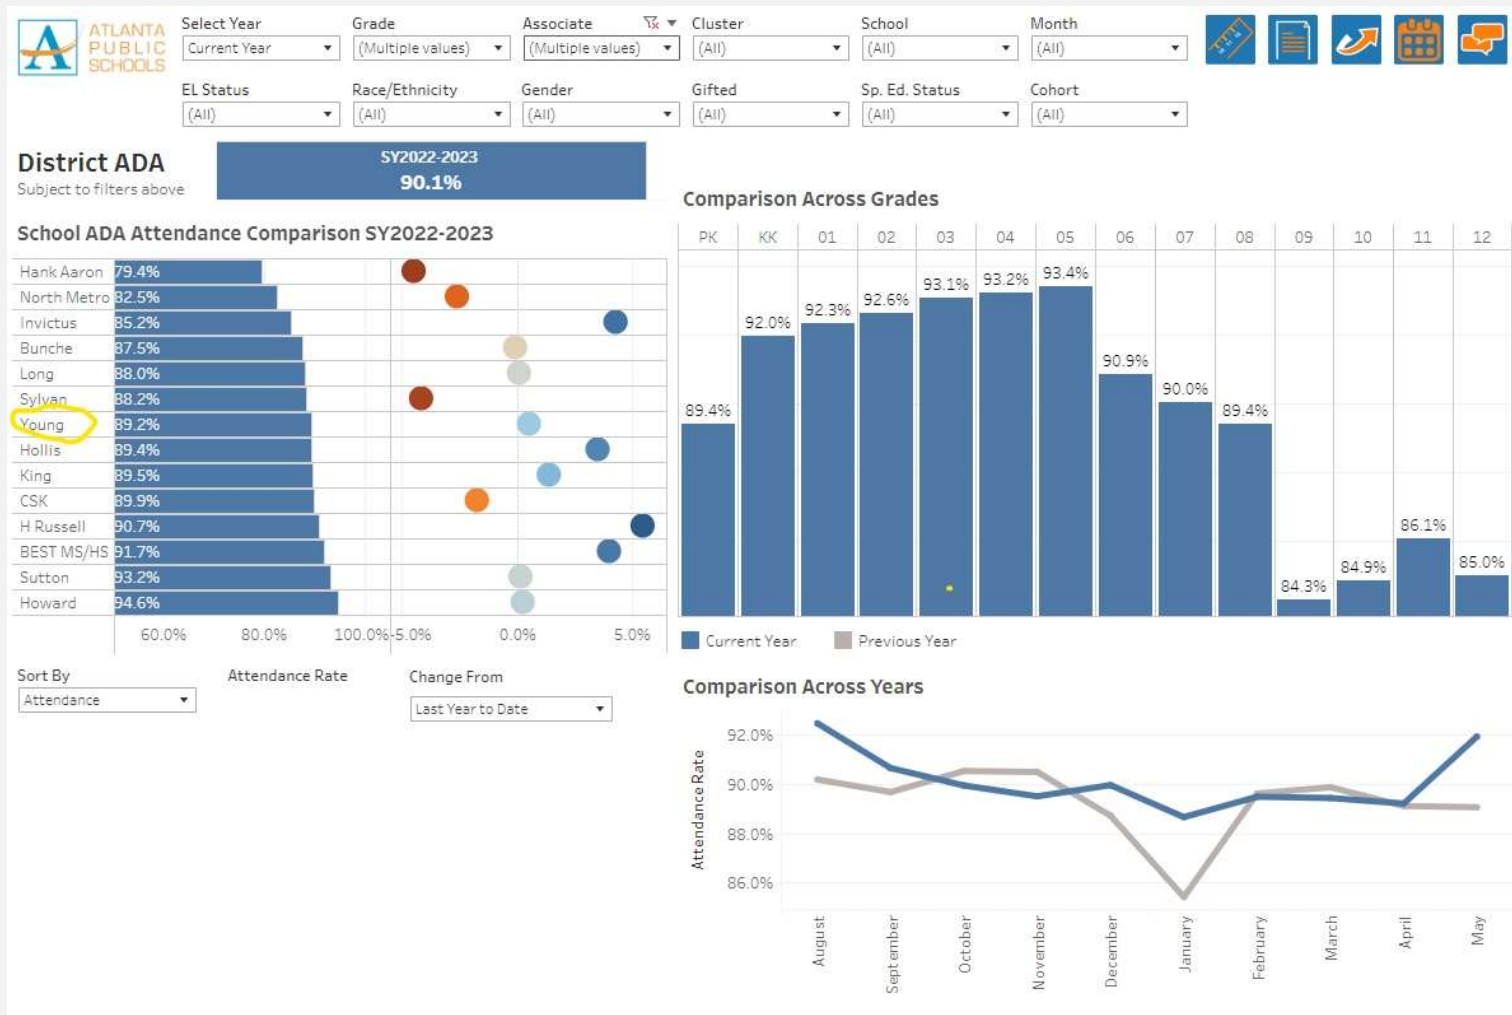 ATLANTA
PUBLIC
SCHOOLS
Select Year
Current Year
Grade
(Multiple values)
Associate
(Multiple values)
Cluster
(All)
School
(All)
Month
(All)
EL Status
(All)
Race/Ethnicity
(All)
Gender
(All)
Gifted
(All)
Sp. Ed. Status
(All)
Cohort
(All)
District ADA
Subject to filters above
SY2022-2023
90.1%
School ADA Attendance Comparison SY2022-2023
Hank Aaron 79.4%
North Metro 82.5%
Invictus 85.2%
Bunche 87.5%
Long 88.0%
Sylvan 88.2%
Young 89.2%
Hollis 89.4%
King 89.5%
CSK 89.9%
H Russell 90.7%
BEST MS/HS 91.7%
Sutton 93.2%
Howard 94.6%
60.0% 80.0% 100.0% -5.0% 0.0% 5.0%
Sort By
Attendance
Attendance Rate
Change From
Last Year to Date
Comparison Across Grades
PK KK 01 02 03 04 05 06 07 08 09 10 11 12
89.4% 92.0% 92.3% 92.6% 93.1% 93.2% 93.4% 90.9% 90.0% 89.4% 84.3% 84.9% 86.1% 85.0%
Current Year Previous Year
Comparison Across Years
Attendance Rate
92.0%
90.0%
88.0%
86.0%
August September October November December January February March April May